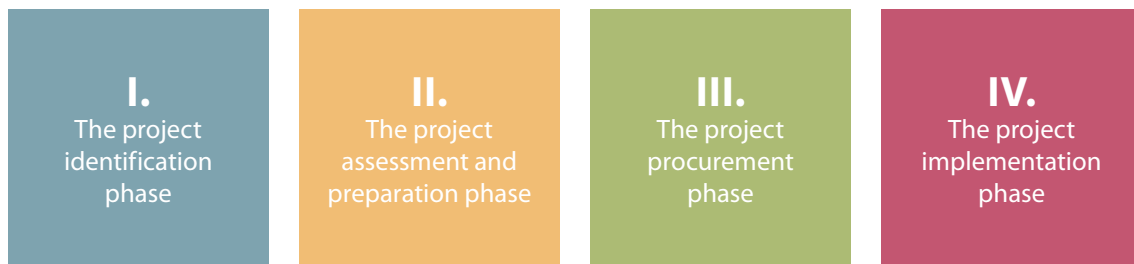 I.
The project
identification
phase
II.
The project
assessment and
preparation phase
III.
The project
procurement
phase
IV.
The project
implementation
phase